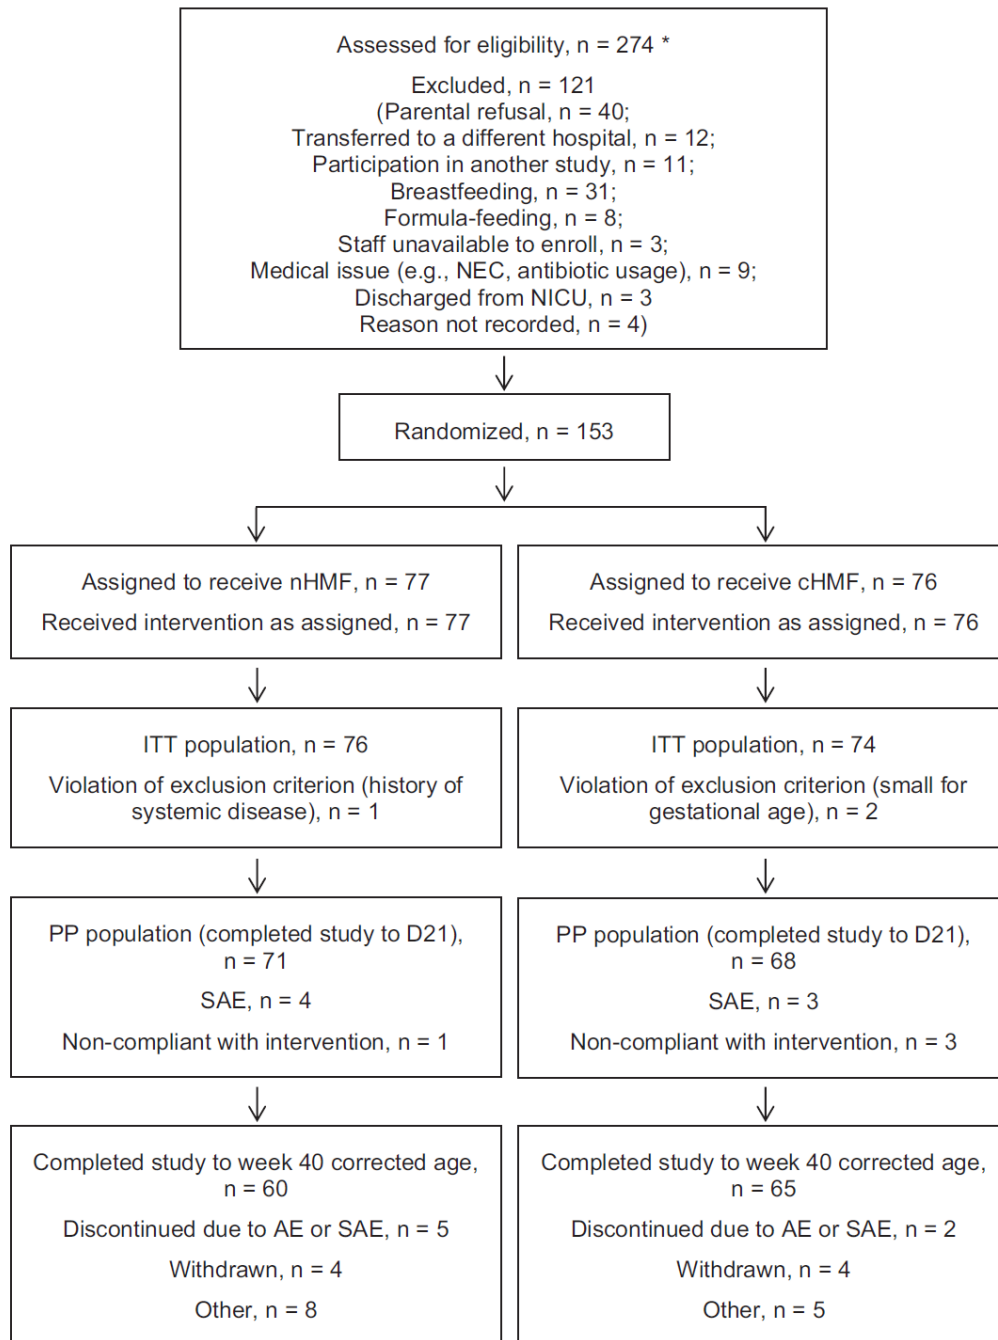 Assessed for eligibility, n = 274 *
Excluded, n = 121
(Parental refusal, n = 40;
Transferred to a different hospital, n = 12;
Participation in another study, n = 11;
Breastfeeding, n = 31;
Formula-feeding, n = 8;
Staff unavailable to enroll, n = 3;
Medical issue (e.g., NEC, antibiotic usage), n = 9;
Discharged from NICU, n = 3
Reason not recorded, n = 4)
Randomized, n = 153
Assigned to receive nHMF, n = 77
Received intervention as assigned, n = 77
Assigned to receive cHMF, n = 76
Received intervention as assigned, n = 76
ITT population, n = 76
Violation of exclusion criterion (history of
systemic disease), n = 1
ITT population, n = 74
Violation of exclusion criterion (small for
gestational age), n = 2
PP population (completed study to D21),
n = 71
SAE, n = 4
Non-compliant with intervention, n = 1
PP population (completed study to D21),
n = 68
SAE, n = 3
Non-compliant with intervention, n = 3
Completed study to week 40 corrected age,
n = 60
Discontinued due to AE or SAE, n = 5
Withdrawn, n = 4
Other, n = 8
Completed study to week 40 corrected age,
n = 65
Discontinued due to AE or SAE, n = 2
Withdrawn, n = 4
Other, n = 5